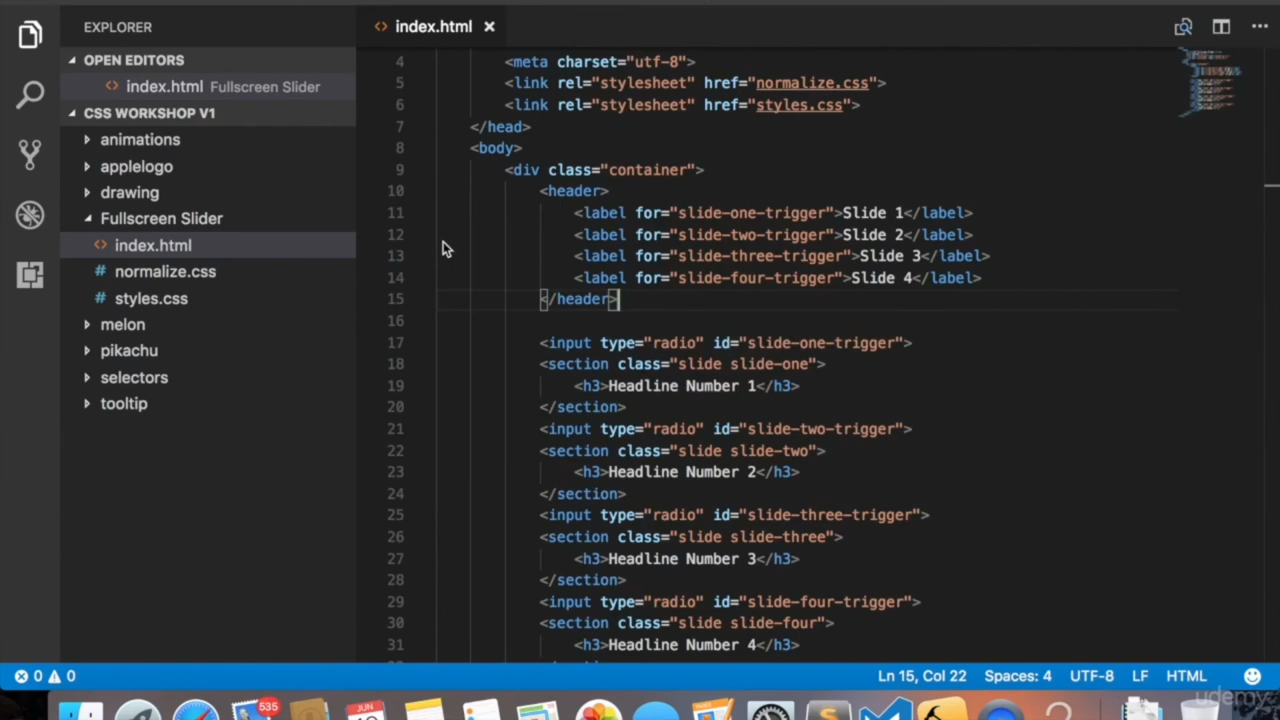 EXPLORER
OPEN EDITORS
<> index.html Fullscreen Slider
CSS WORKSHOP V1
animations
applelogo
drawing
Fullscreen Slider
<> index.html
# normalize.css
# styles.css
melon
pikachu
selectors
tooltip
<> index.html
4 <meta charset="utf-8">
5 <link rel="stylesheet" href="normalize.css">
6 <link rel="stylesheet" href="styles.css">
7 </head>
8 <body>
9 <div class="container">
10 <header>
11 <label for="slide-one-trigger">Slide 1</label>
12 <label for="slide-two-trigger">Slide 2</label>
13 <label for="slide-three-trigger">Slide 3</label>
14 <label for="slide-four-trigger">Slide 4</label>
15 </header>
16
17 <input type="radio" id="slide-one-trigger">
18 <section class="slide slide-one">
19 <h3>Headline Number 1</h3>
20 </section>
21 <input type="radio" id="slide-two-trigger">
22 <section class="slide slide-two">
23 <h3>Headline Number 2</h3>
24 </section>
25 <input type="radio" id="slide-three-trigger">
26 <section class="slide slide-three">
27 <h3>Headline Number 3</h3>
28 </section>
29 <input type="radio" id="slide-four-trigger">
30 <section class="slide slide-four">
31 <h3>Headline Number 4</h3>
0 0
Ln 15, Col 22 Spaces: 4 UTF-8 LF HTML
535
JUN
udemy